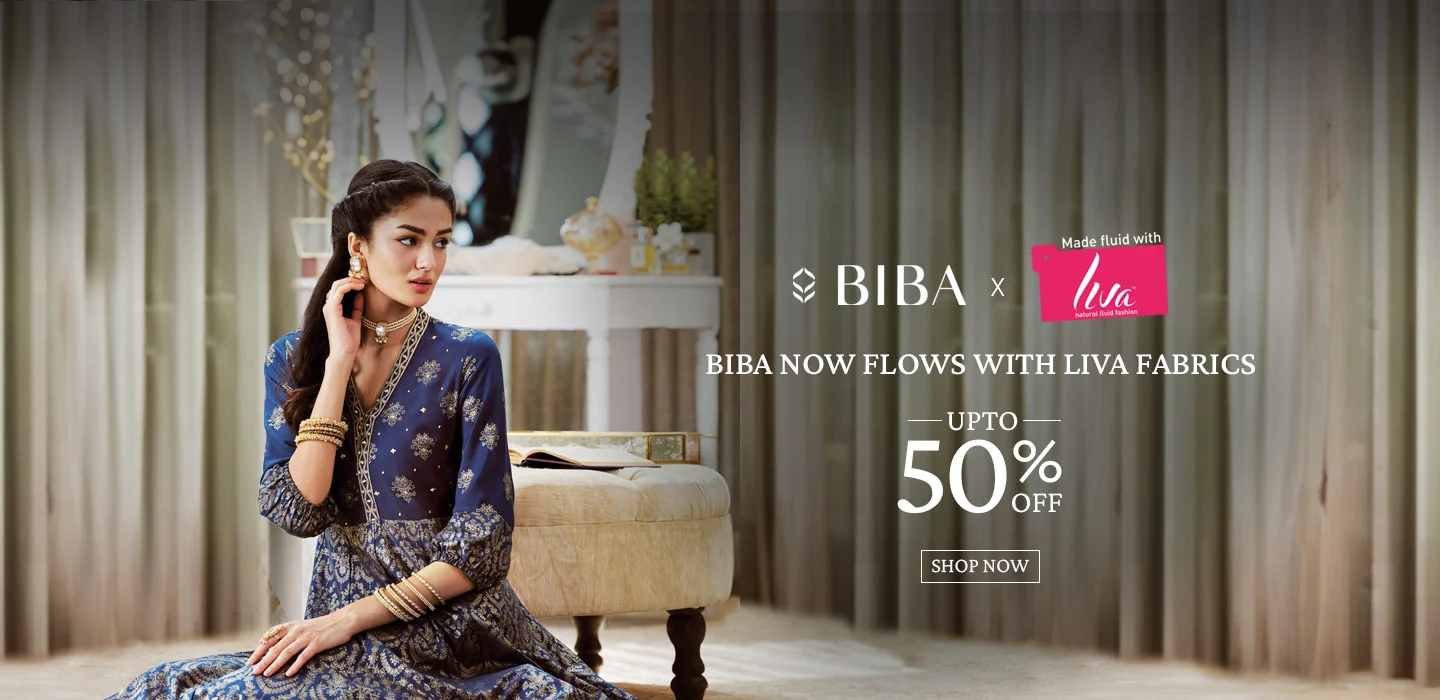 Made fluid with
BIBA X liva
natural fluid fashion
BIBA NOW FLOWS WITH LIVA FABRICS
UPTO
50%
OFF
SHOP NOW